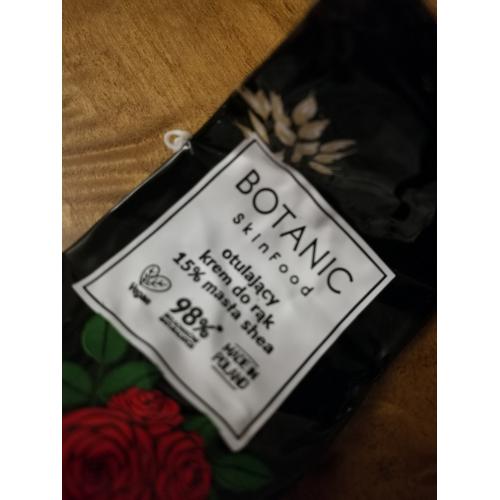 BOTANIC
SkinFood
otulający
krem do rąk
15% masła shea
Vegan
98%*
MADE IN
POLAND